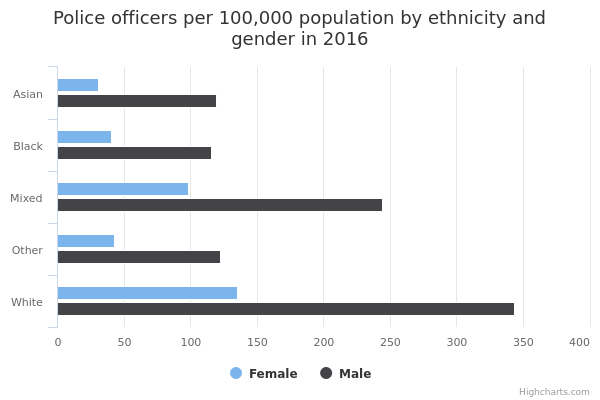 Police officers per 100,000 population by ethnicity and
gender in 2016
Asian
Black
Mixed
Other
White
0 50 100 150 200 250 300 350 400
Female Male
Highcharts.com